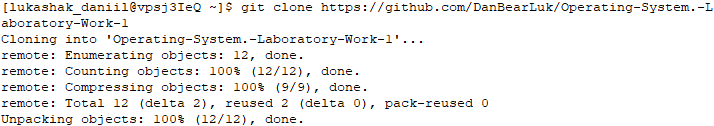 [lukashak_daniil@vpsj3IeQ ~]$ git clone https://github.com/DanBearLuk/Operating-System.-L
aboratory-Work-1
Cloning into 'Operating-System.-Laboratory-Work-1'...
remote: Enumerating objects: 12, done.
remote: Counting objects: 100% (12/12), done.
remote: Compressing objects: 100% (9/9), done.
remote: Total 12 (delta 2), reused 2 (delta 0), pack-reused 0
Unpacking objects: 100% (12/12), done.